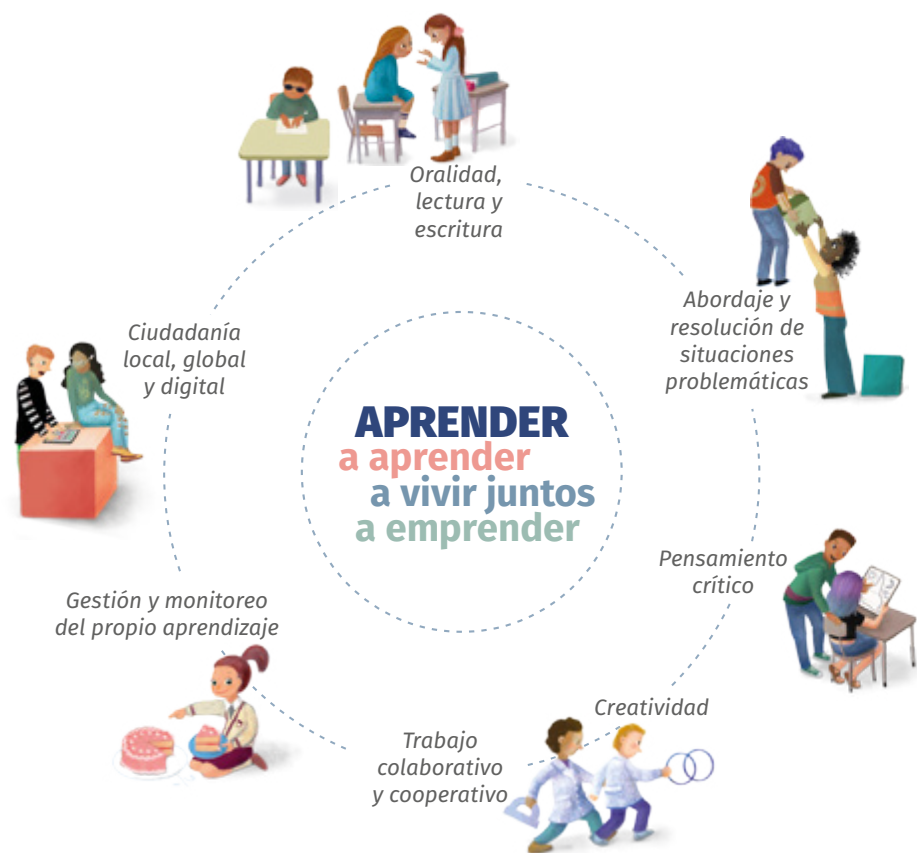 Oralidad,
lectura y
escritura
Abordaje y
resolución de
situaciones
problemáticas
Ciudadanía
local, global
y digital
APRENDER
a aprender
a vivir juntos
a emprender
Pensamiento
crítico
Gestión y monitoreo
del propio aprendizaje
Creatividad
Trabajo
colaborativo
y cooperativo